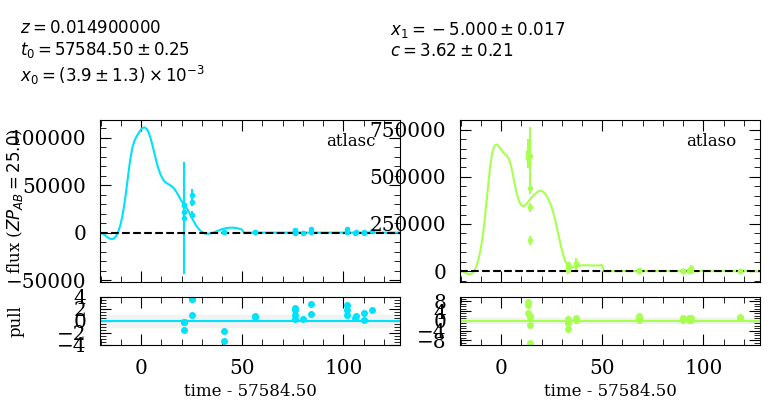 z = 0.014900000
t₀ = 57584.50 ± 0.25
x₀ = (3.9 ± 1.3) × 10⁻³
x₁ = −5.000 ± 0.017
c = 3.62 ± 0.21
flux (ZP_AB = 25.0)
100000
50000
0
−50000
atlasc
750000
500000
250000
0
atlaso
pull
4
2
0
−2
−4
8
4
0
−4
−8
0 50 100
time - 57584.50
0 50 100
time - 57584.50